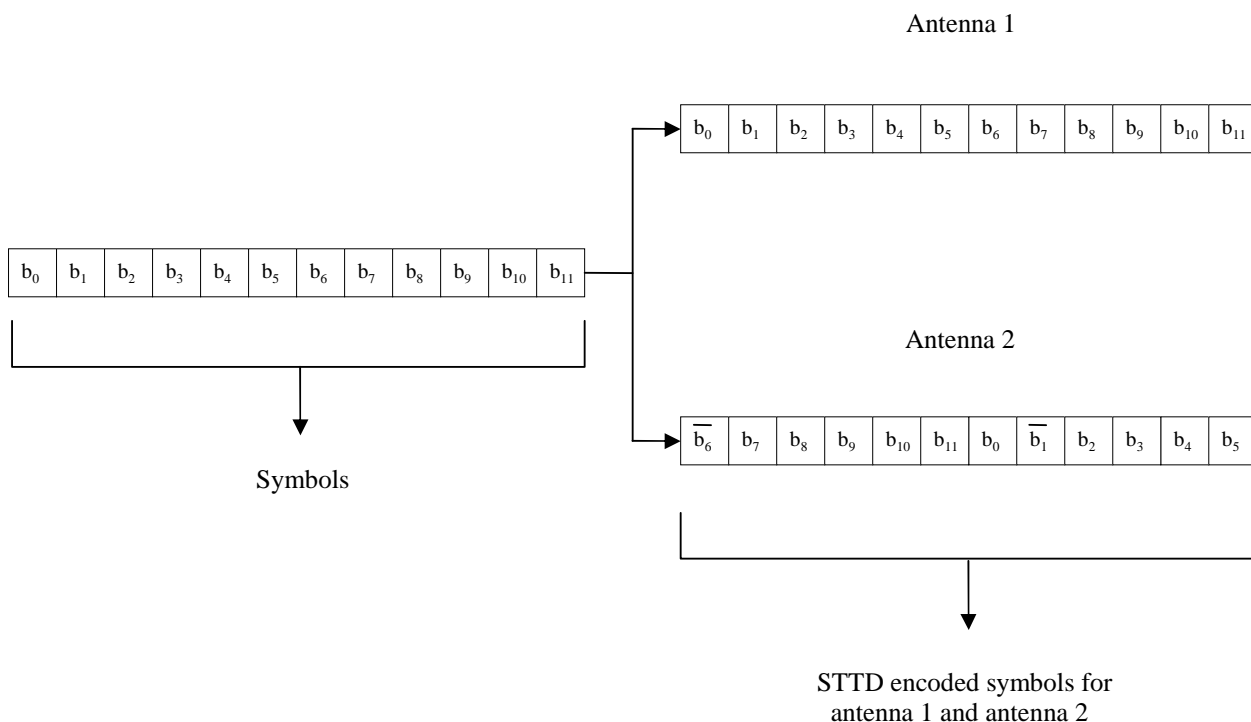 Antenna 1
b₀ b₁ b₂ b₃ b₄ b₅ b₆ b₇ b₈ b₉ b₁₀ b₁₁
b₀ b₁ b₂ b₃ b₄ b₅ b₆ b₇ b₈ b₉ b₁₀ b₁₁
Antenna 2
b̅₆ b₇ b₈ b₉ b₁₀ b₁₁ b₀ b̅₁ b₂ b₃ b₄ b₅
Symbols
STTD encoded symbols for
antenna 1 and antenna 2